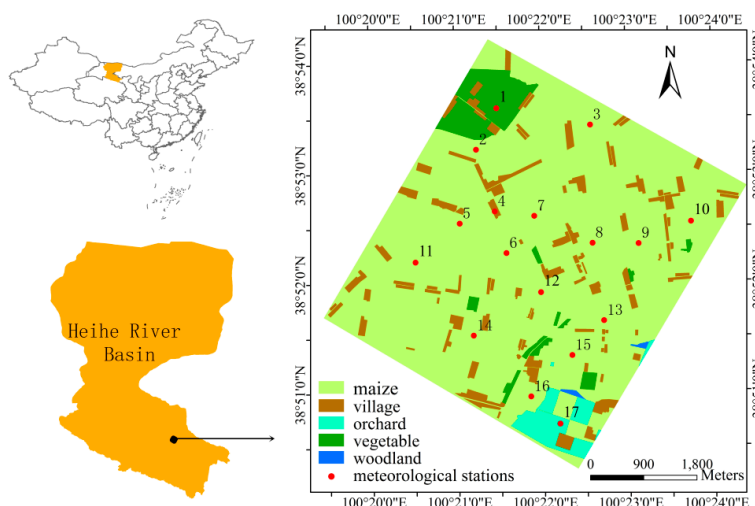 100°20'0"E 100°21'0"E 100°22'0"E 100°23'0"E 100°24'0"E
38°54'0"N
38°53'0"N
38°52'0"N
38°51'0"N
N
1
2
3
4
5
6
7
8
9
10
11
12
13
14
15
16
17
Heihe River
Basin
maize
village
orchard
vegetable
woodland
meteorological stations
0 900 1,800
Meters
100°20'0"E 100°21'0"E 100°22'0"E 100°23'0"E 100°24'0"E